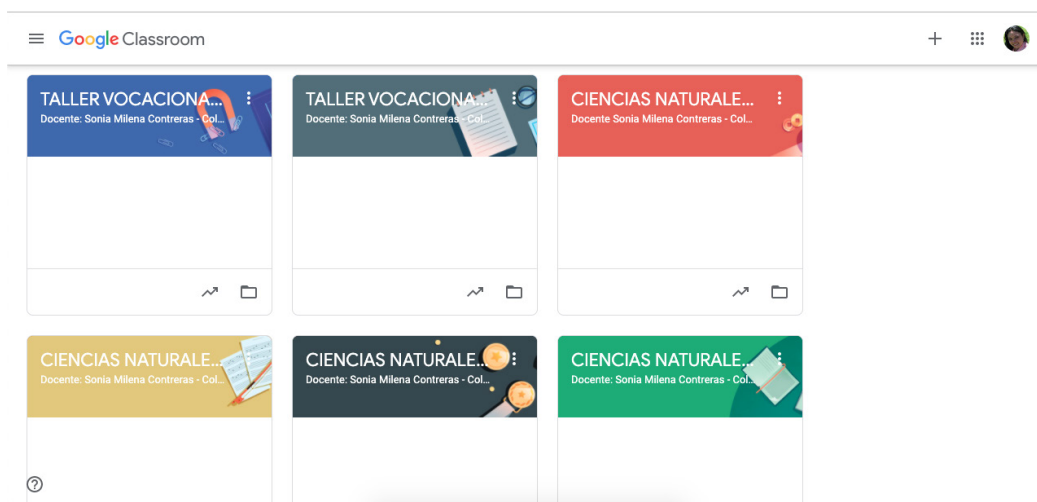 Google Classroom
TALLER VOCACIONA...
Docente: Sonia Milena Contreras - Col...
TALLER VOCACIONA...
Docente: Sonia Milena Contreras - Col...
CIENCIAS NATURALE...
Docente Sonia Milena Contreras - Col...
CIENCIAS NATURALE...
Docente: Sonia Milena Contreras - Col...
CIENCIAS NATURALE...
Docente: Sonia Milena Contreras - Col...
CIENCIAS NATURALE...
Docente: Sonia Milena Contreras - Col...